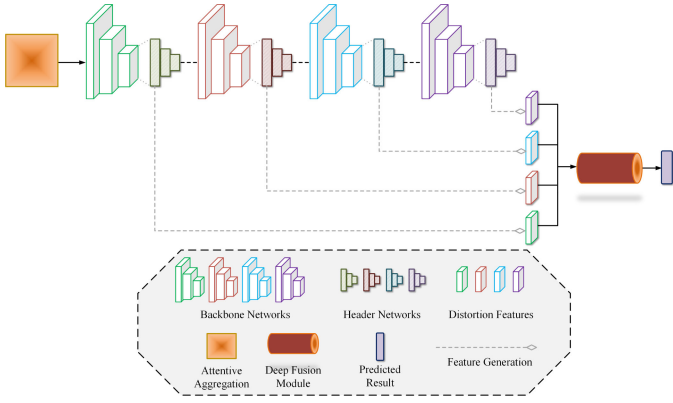 Backbone Networks
Header Networks
Distortion Features
Attentive
Aggregation
Deep Fusion
Module
Predicted
Result
Feature Generation